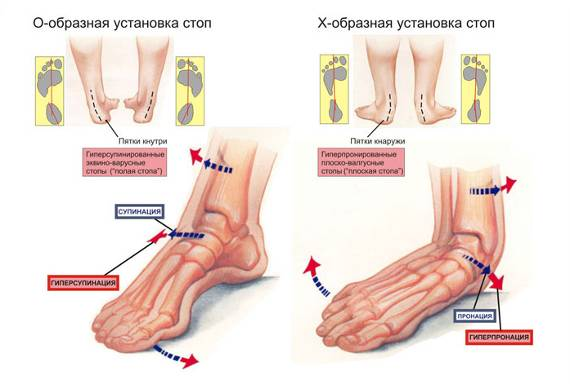 О-образная установка стоп
Пятки кнутри
Гиперсупинированные
эквино-варусные
стопы ("полая стопа")
СУПИНАЦИЯ
ГИПЕРСУПИНАЦИЯ
Х-образная установка стоп
Пятки кнаружи
Гиперпронированные
плоско-валгусные
стопы ("плоская стопа")
ПРОНАЦИЯ
ГИПЕРПРОНАЦИЯ